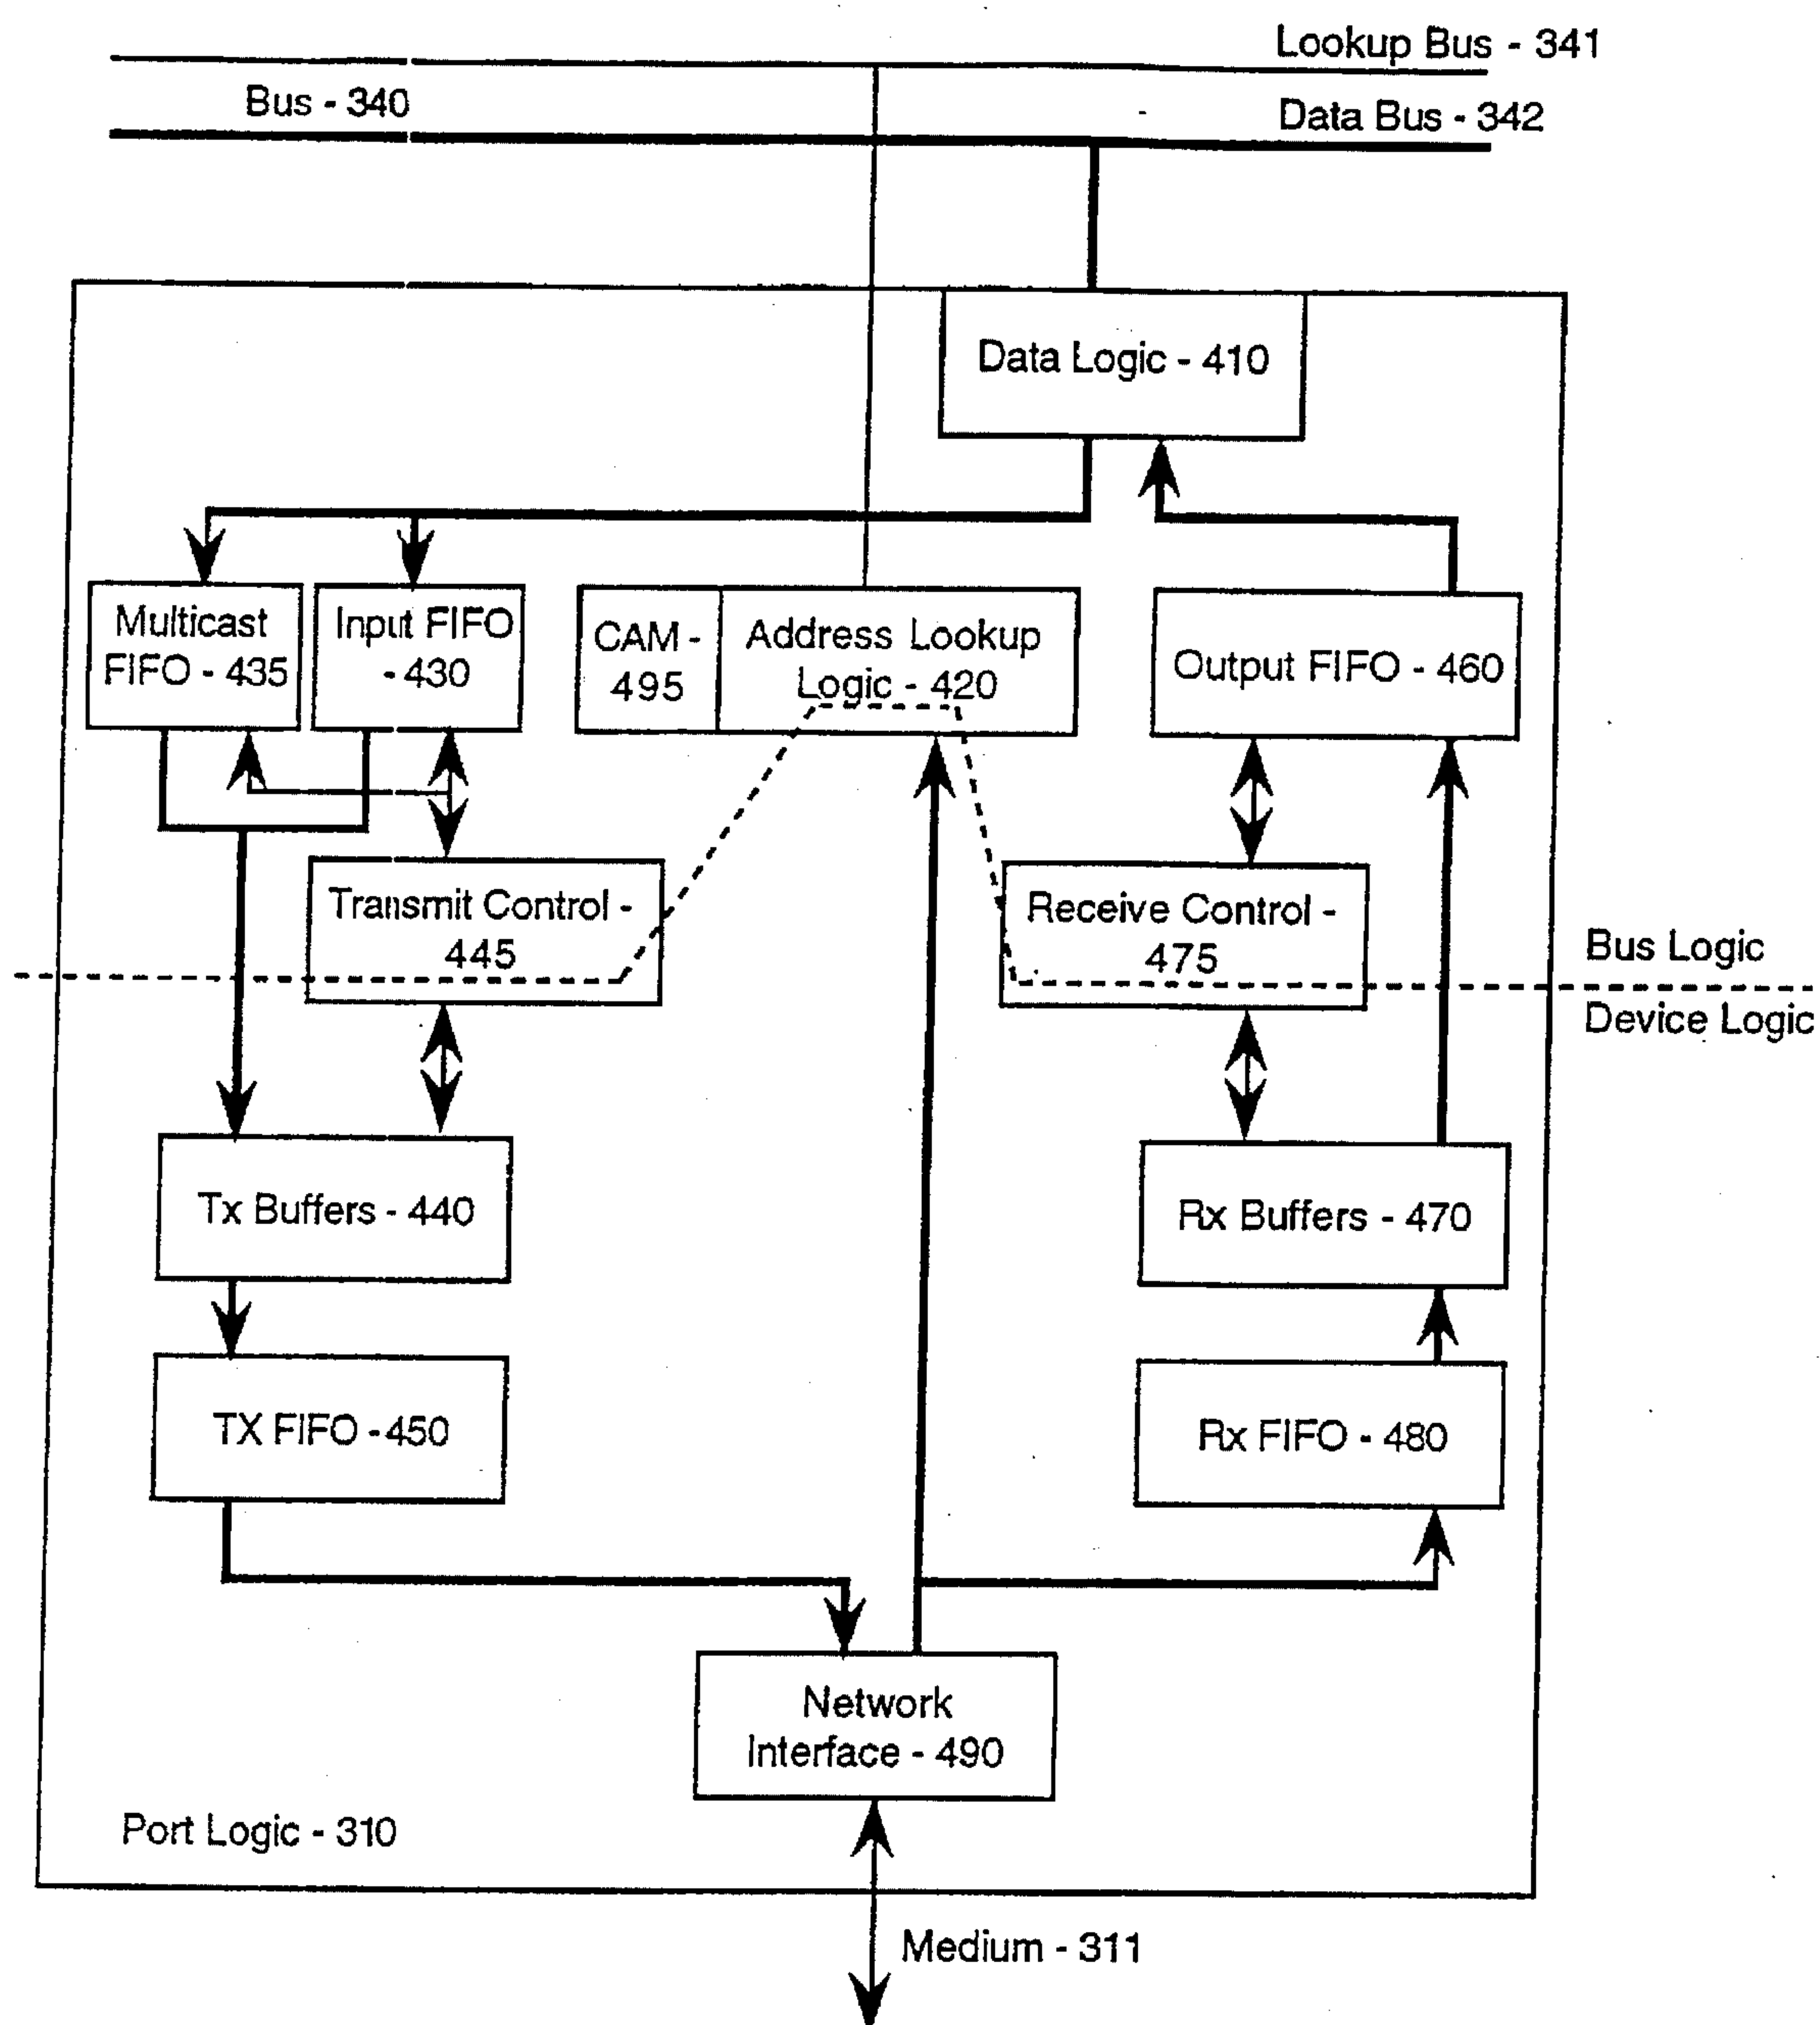 Lookup Bus - 341
Bus - 340
Data Bus - 342
Data Logic - 410
Multicast
FIFO - 435
Input FIFO
- 430
CAM -
495
Address Lookup
Logic - 420
Output FIFO - 460
Transmit Control -
445
Receive Control -
475
Bus Logic
Device Logic
Tx Buffers - 440
Rx Buffers - 470
TX FIFO - 450
Rx FIFO - 480
Network
Interface - 490
Port Logic - 310
Medium - 311